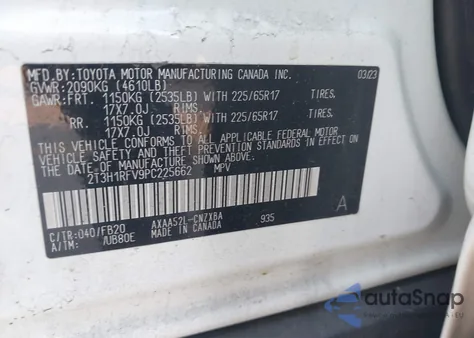 MFD.BY: TOYOTA MOTOR MANUFACTURING CANADA INC. 03/23
GVWR: 2090KG (4610LB)
GAWR: FRT. 1150KG (2535LB) WITH 225/65R17 TIRES.
17X7.0J RIMS.
RR. 1150KG (2535LB) WITH 225/65R17 TIRES.
17X7.0J RIMS.
THIS VEHICLE CONFORMS TO ALL APPLICABLE FEDERAL MOTOR
VEHICLE SAFETY AND THEFT PREVENTION STANDARDS IN EFFECT ON
THE DATE OF MANUFACTURE SHOWN ABOVE.
2T3H1RFV9PC225662 MPV
C/TR: 040/FB20 AXAA52L-CNZXBA 935 A
A/TM: /UB80E MADE IN CANADA
autaSnap